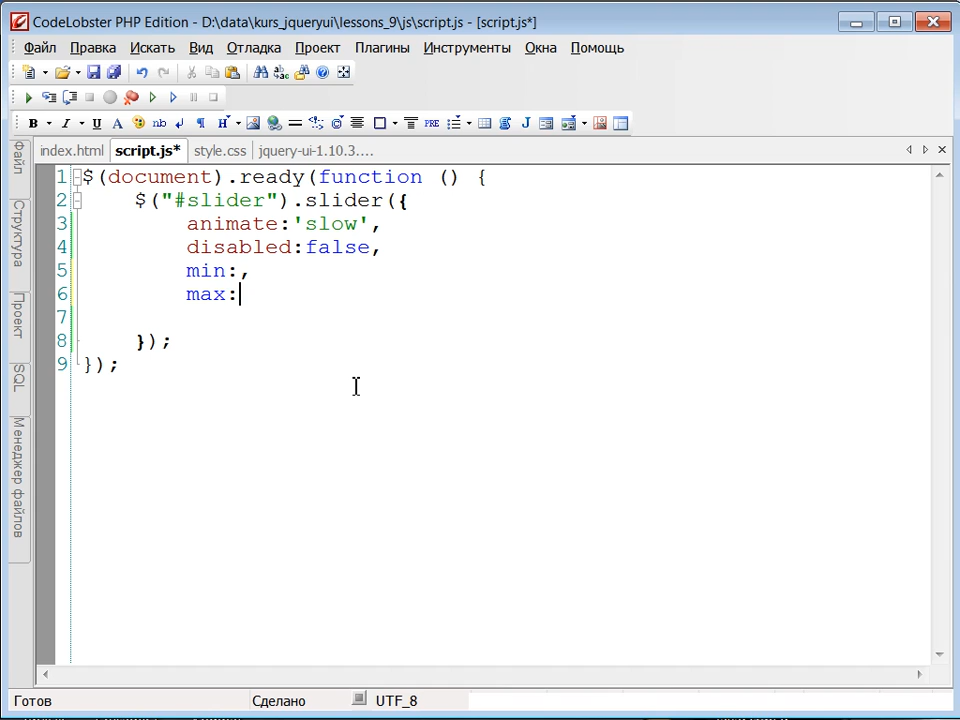 CodeLobster PHP Edition - D:\data\kurs_jqueryui\lessons_9\js\script.js - [script.js*]
Файл Правка Искать Вид Отладка Проект Плагины Инструменты Окна Помощь
B I U A nb ¶ H PRE J
Файл
Структура
Проект
SQL
Менеджер файлов
index.html script.js* style.css jquery-ui-1.10.3....
1 $(document).ready(function () {
2 $("#slider").slider({
3 animate:'slow',
4 disabled:false,
5 min:,
6 max:
7
8 });
9 });
Готов Сделано UTF_8